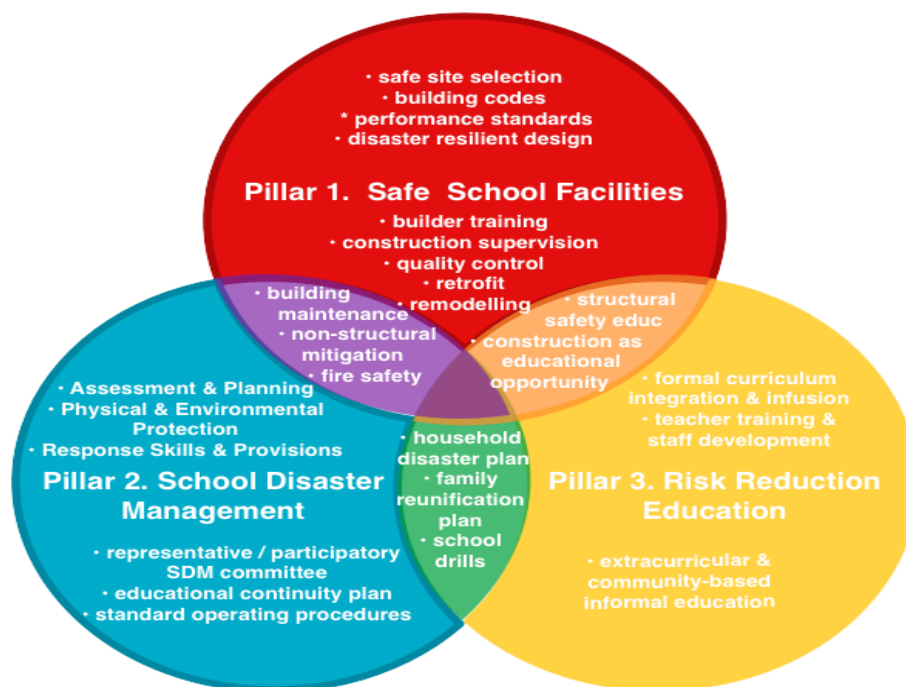 · safe site selection
· building codes
* performance standards
· disaster resilient design
Pillar 1.  Safe  School Facilities
· builder training
· construction supervision
· quality control
· retrofit
· remodelling
· building
maintenance
· non-structural
mitigation
· fire safety
· structural
safety educ
· construction as
educational
opportunity
· Assessment & Planning
· Physical & Environmental
Protection
· Response Skills & Provisions
Pillar 2. School Disaster
Management
· representative / participatory
SDM committee
· educational continuity plan
· standard operating procedures
· household
disaster plan
· family
reunification
plan
· school
drills
· formal curriculum
integration & infusion
· teacher training &
staff development
Pillar 3. Risk Reduction
Education
· extracurricular &
community-based
informal education